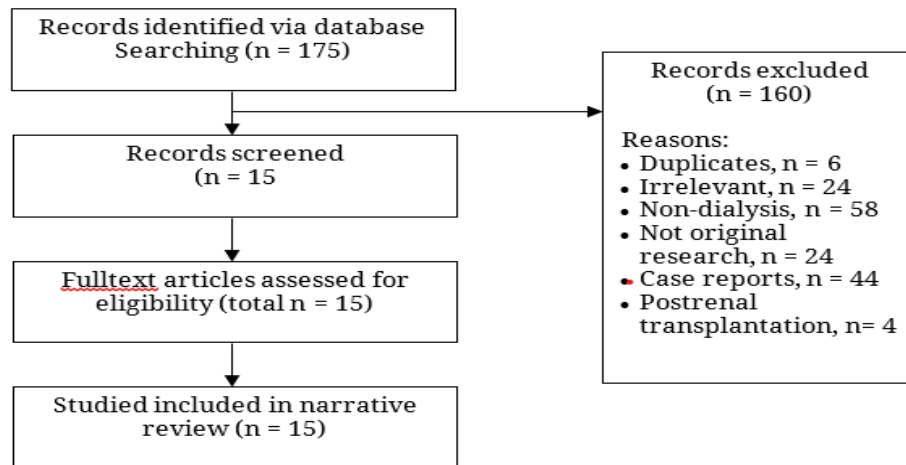 Records identified via database
Searching (n = 175)
Records excluded
(n = 160)
Reasons:
• Duplicates, n = 6
• Irrelevant, n = 24
• Non-dialysis, n = 58
• Not original
research, n = 24
• Case reports, n = 44
• Postrenal
transplantation, n= 4
Records screened
(n = 15
Fulltext articles assessed for
eligibility (total n = 15)
Studied included in narrative
review (n = 15)